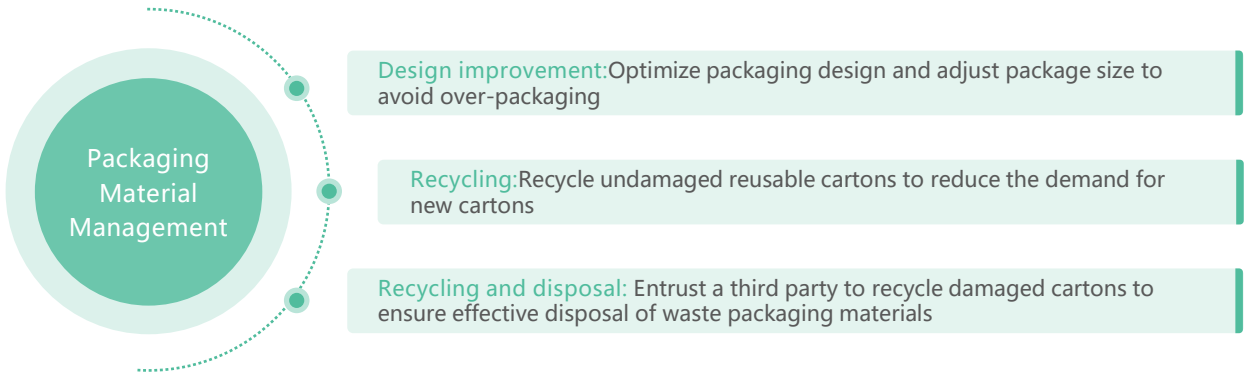 Packaging
Material
Management
Design improvement:Optimize packaging design and adjust package size to
avoid over-packaging
Recycling:Recycle undamaged reusable cartons to reduce the demand for
new cartons
Recycling and disposal: Entrust a third party to recycle damaged cartons to
ensure effective disposal of waste packaging materials